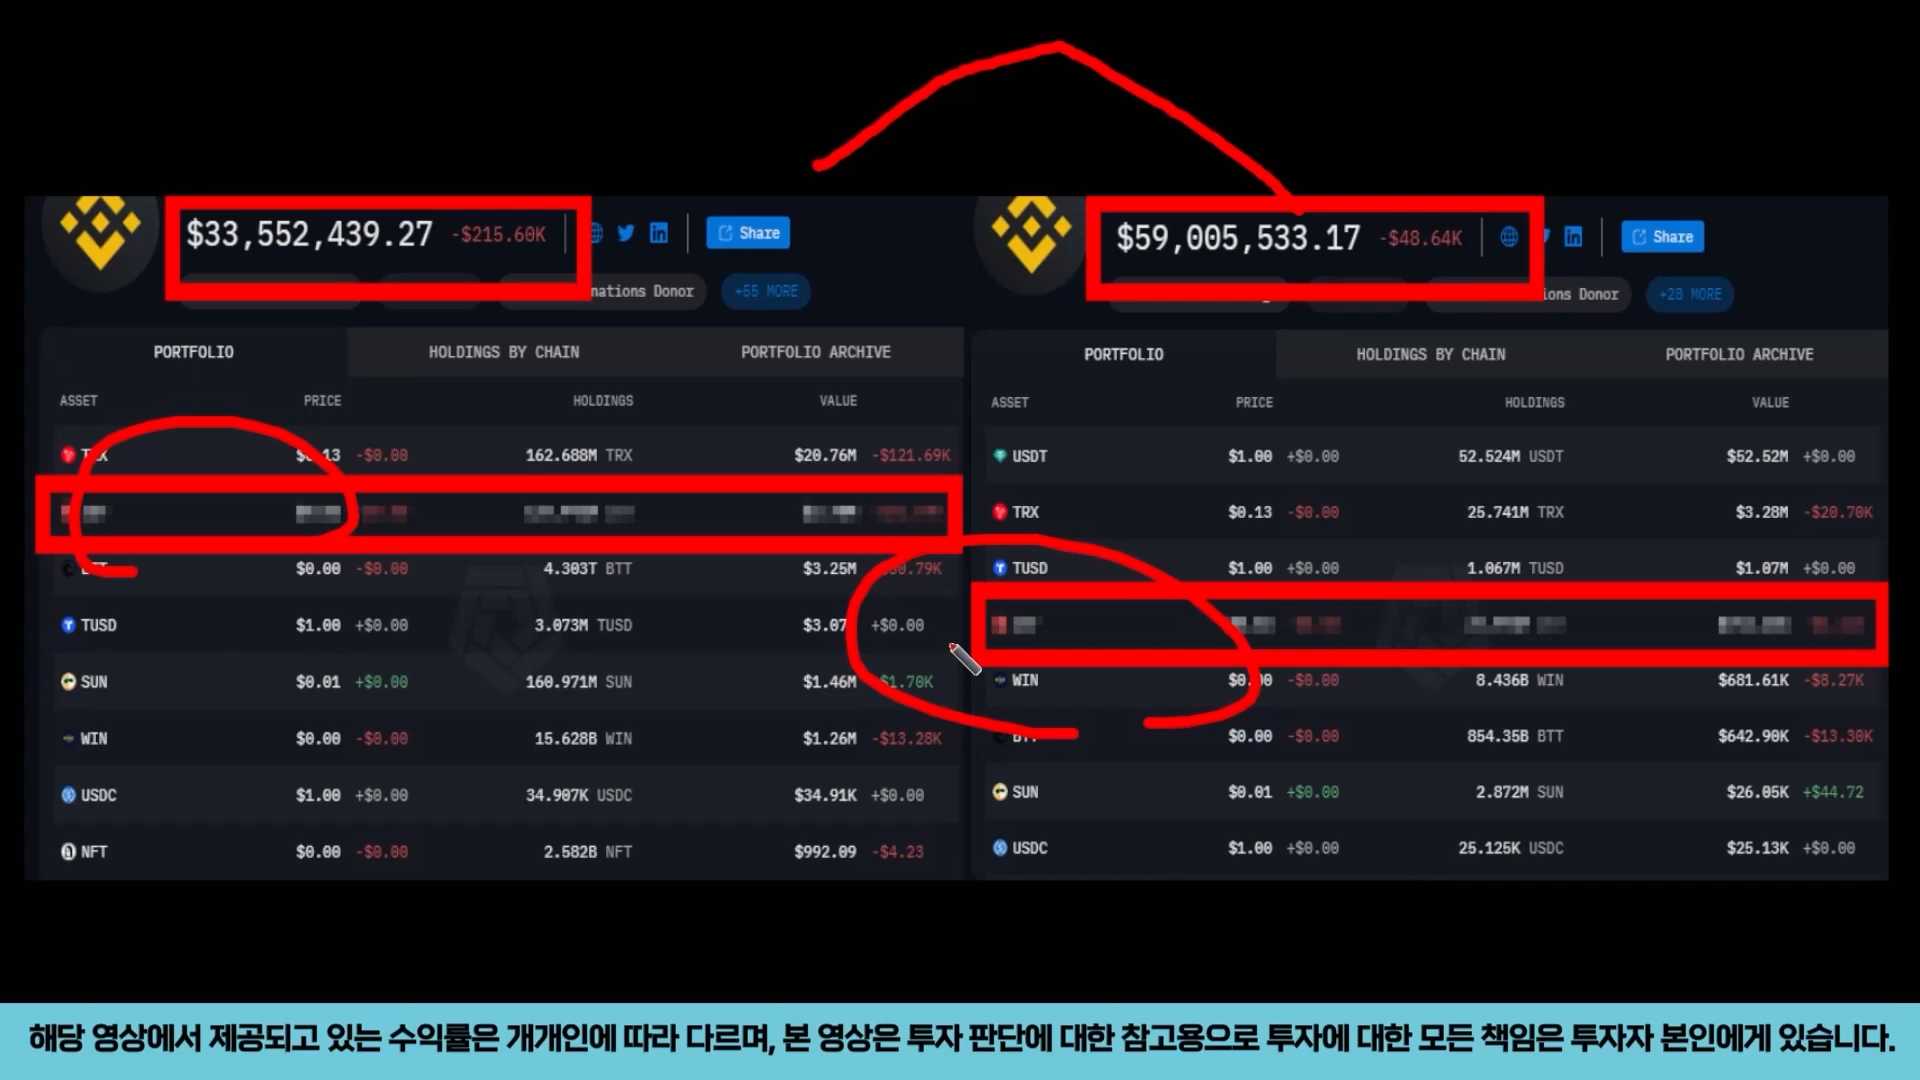 $33,552,439.27 -$215.60K Share
nations Donor +55 MORE
PORTFOLIO HOLDINGS BY CHAIN PORTFOLIO ARCHIVE
ASSET PRICE HOLDINGS VALUE
-$0.00 162.688M TRX $20.76M -$121.69K
$0.00 -$0.00 4.303T BTT $3.25M
TUSD $1.00 +$0.00 3.073M TUSD +$0.00
SUN $0.01 +$0.00 160.971M SUN $1.46M
WIN $0.00 -$0.00 15.628B WIN $1.26M -$13.28K
USDC $1.00 +$0.00 34.907K USDC $34.91K +$0.00
NFT $0.00 -$0.00 2.582B NFT $992.09 -$4.23
$59,005,533.17 -$48.64K Share
ions Donor +28 MORE
PORTFOLIO HOLDINGS BY CHAIN PORTFOLIO ARCHIVE
ASSET PRICE HOLDINGS VALUE
USDT $1.00 +$0.00 52.524M USDT $52.52M +$0.00
TRX $0.13 -$0.00 25.741M TRX $3.28M -$20.70K
TUSD $1.00 +$0.00 1.067M TUSD $1.07M +$0.00
WIN -$0.00 8.436B WIN $681.61K -$8.27K
$0.00 -$0.00 854.35B BTT $642.90K -$13.30K
SUN $0.01 +$0.00 2.872M SUN $26.05K +$44.72
USDC $1.00 +$0.00 25.125K USDC $25.13K +$0.00
해당 영상에서 제공되고 있는 수익률은 개개인에 따라 다르며, 본 영상은 투자 판단에 대한 참고용으로 투자에 대한 모든 책임은 투자자 본인에게 있습니다.